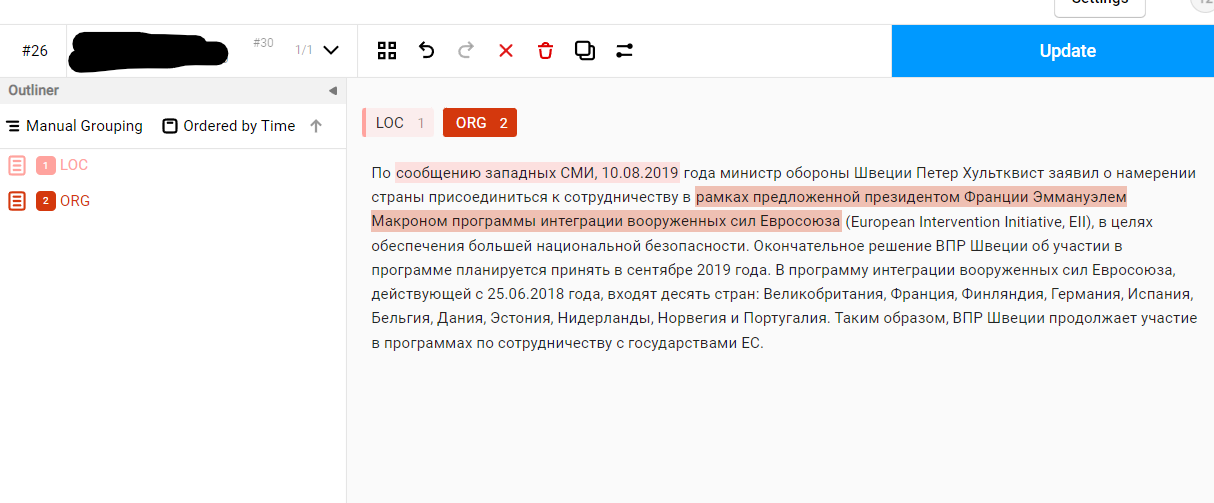 Settings
12
#26
#30
1/1
Update
Outliner
Manual Grouping
Ordered by Time
1 LOC
2 ORG
LOC 1
ORG 2
По сообщению западных СМИ, 10.08.2019 года министр обороны Швеции Петер Хультквист заявил о намерении
страны присоединиться к сотрудничеству в рамках предложенной президентом Франции Эммануэлем
Макроном программы интеграции вооруженных сил Евросоюза (European Intervention Initiative, EII), в целях
обеспечения большей национальной безопасности. Окончательное решение ВПР Швеции об участии в
программе планируется принять в сентябре 2019 года. В программу интеграции вооруженных сил Евросоюза,
действующей с 25.06.2018 года, входят десять стран: Великобритания, Франция, Финляндия, Германия, Испания,
Бельгия, Дания, Эстония, Нидерланды, Норвегия и Португалия. Таким образом, ВПР Швеции продолжает участие
в программах по сотрудничеству с государствами ЕС.